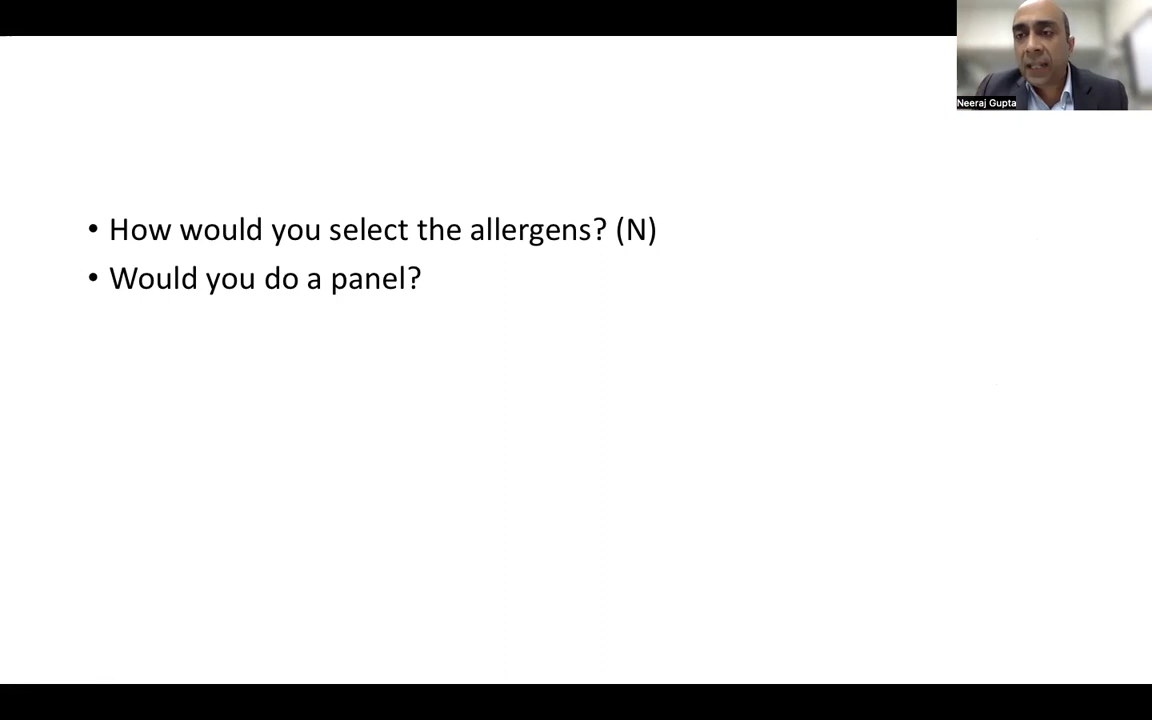 Neeraj Gupta
• How would you select the allergens? (N)
• Would you do a panel?